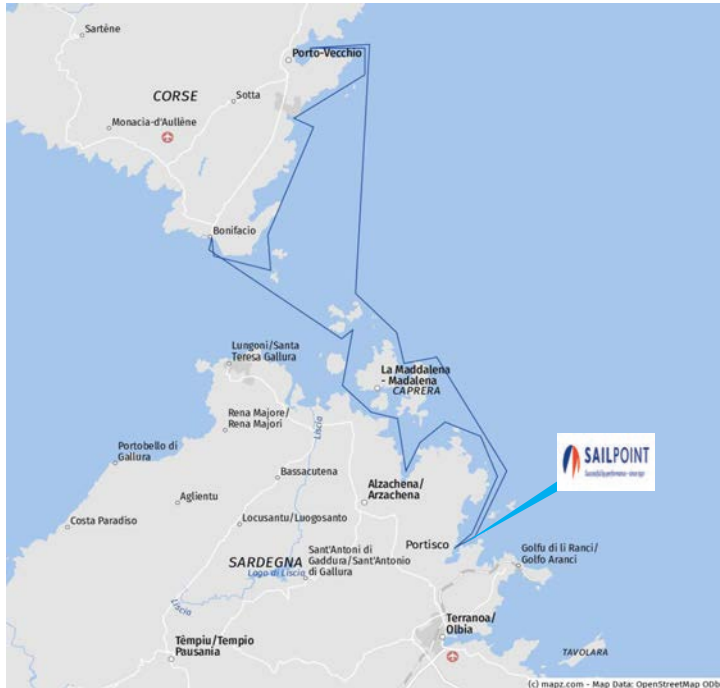 Sartène
Porto-Vecchio
CORSE
Sotta
Monacia-d'Aullène
Bonifacio
Lungoni/Santa
Teresa Gallura
La Maddalena
- Madalena
CAPRERA
Rena Majore/
Rena Majori
Liscia
Portobello di
Gallura
Bassacutena
SAILPOINT
Aglientu
Alzachena/
Arzachena
Costa Paradiso
Locusantu/Luogosanto
Portisco
Golfu di li Ranci/
Golfo Aranci
SARDEGNA
Sant'Antoni di
Gaddura/Sant'Antonio
di Gallura
Lago di Liscia
Liscia
Terranoa/
Olbia
Tèmpiu/Tempio
Pausania
TAVOLARA
(c) mapz.com - Map Data: OpenStreetMap ODb